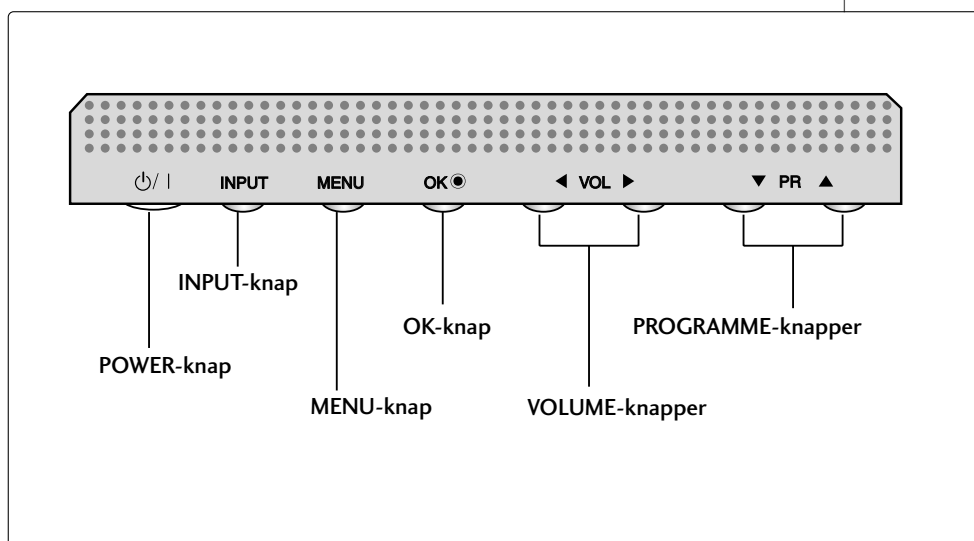 ⏻/ I INPUT MENU OK◉ ◀ VOL ▶ ▼ PR ▲
INPUT-knap
OK-knap PROGRAMME-knapper
POWER-knap
MENU-knap VOLUME-knapper